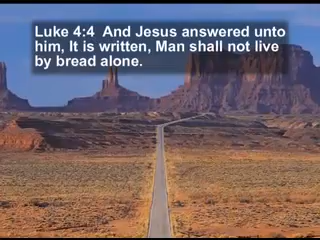 Luke 4:4  And Jesus answered unto
him, It is written, Man shall not live
by bread alone.